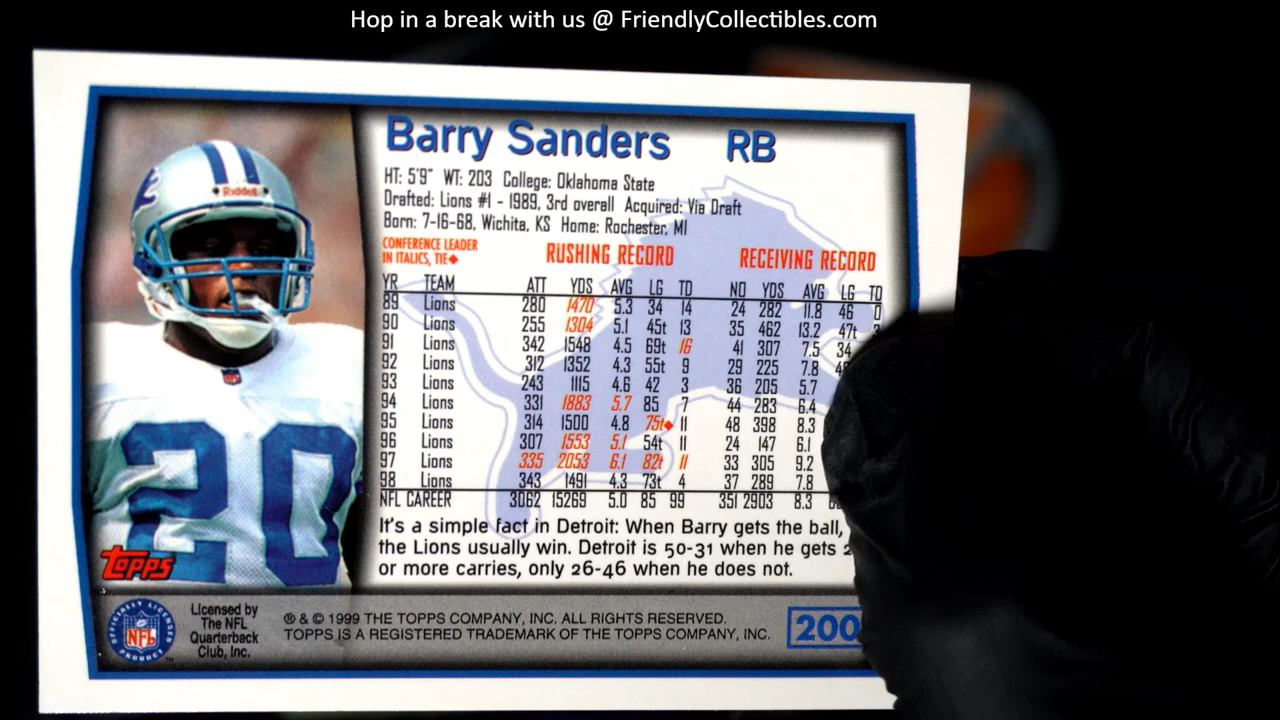 Hop in a break with us @ FriendlyCollectibles.com
Barry Sanders RB
HT: 5'9" WT: 203 College: Oklahoma State
Drafted: Lions #1 - 1989, 3rd overall Acquired: Via Draft
Born: 7-16-68, Wichita, KS Home: Rochester, MI
CONFERENCE LEADER
IN ITALICS, TIE◆
RUSHING RECORD RECEIVING RECORD
YR TEAM ATT YDS AVG LG TD NO YDS AVG LG TD
89 Lions 280 1470 5.3 34 14 24 282 11.8 46 0
90 Lions 255 1304 5.1 45t 13 35 462 13.2 47t 3
91 Lions 342 1548 4.5 69t 16 41 307 7.5 34
92 Lions 312 1352 4.3 55t 9 29 225 7.8
93 Lions 243 1115 4.6 42 3 36 205 5.7
94 Lions 331 1883 5.7 85 7 44 283 6.4
95 Lions 314 1500 4.8 75t◆ 11 48 398 8.3
96 Lions 307 1553 5.1 54t 11 24 147 6.1
97 Lions 335 2053 6.1 82t 11 33 305 9.2
98 Lions 343 1491 4.3 73t 4 37 289 7.8
NFL CAREER 3062 15269 5.0 85 99 351 2903 8.3
It's a simple fact in Detroit: When Barry gets the ball,
the Lions usually win. Detroit is 50-31 when he gets
or more carries, only 26-46 when he does not.
Riddell
20
TOPPS
OFFICIALLY LICENSED
NFL
PRODUCT
™
Licensed by
The NFL
Quarterback
Club, Inc.
® & © 1999 THE TOPPS COMPANY, INC. ALL RIGHTS RESERVED.
TOPPS IS A REGISTERED TRADEMARK OF THE TOPPS COMPANY, INC.
200